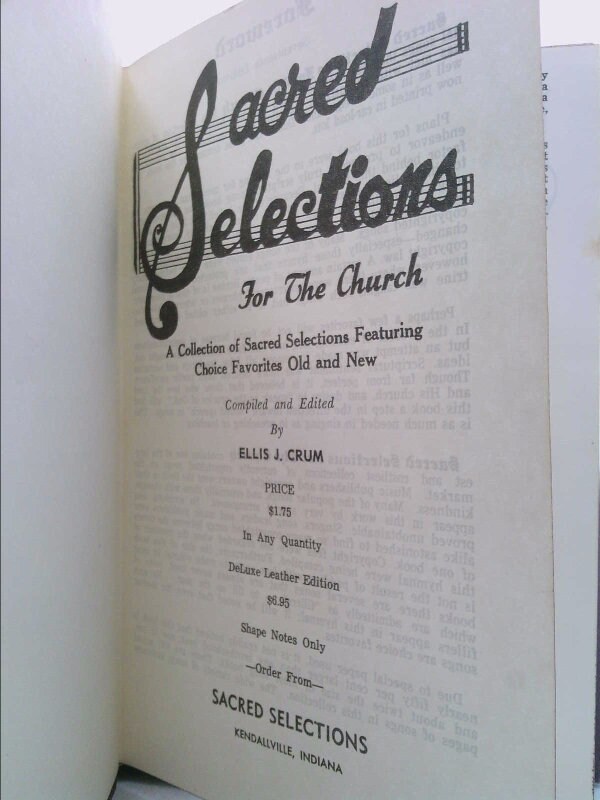 Sacred
Selections
For The Church
A Collection of Sacred Selections Featuring
Choice Favorites Old and New
Compiled and Edited
By
ELLIS J. CRUM
PRICE
$1.75
In Any Quantity
DeLuxe Leather Edition
$6.95
Shape Notes Only
—Order From—
SACRED SELECTIONS
KENDALLVILLE, INDIANA